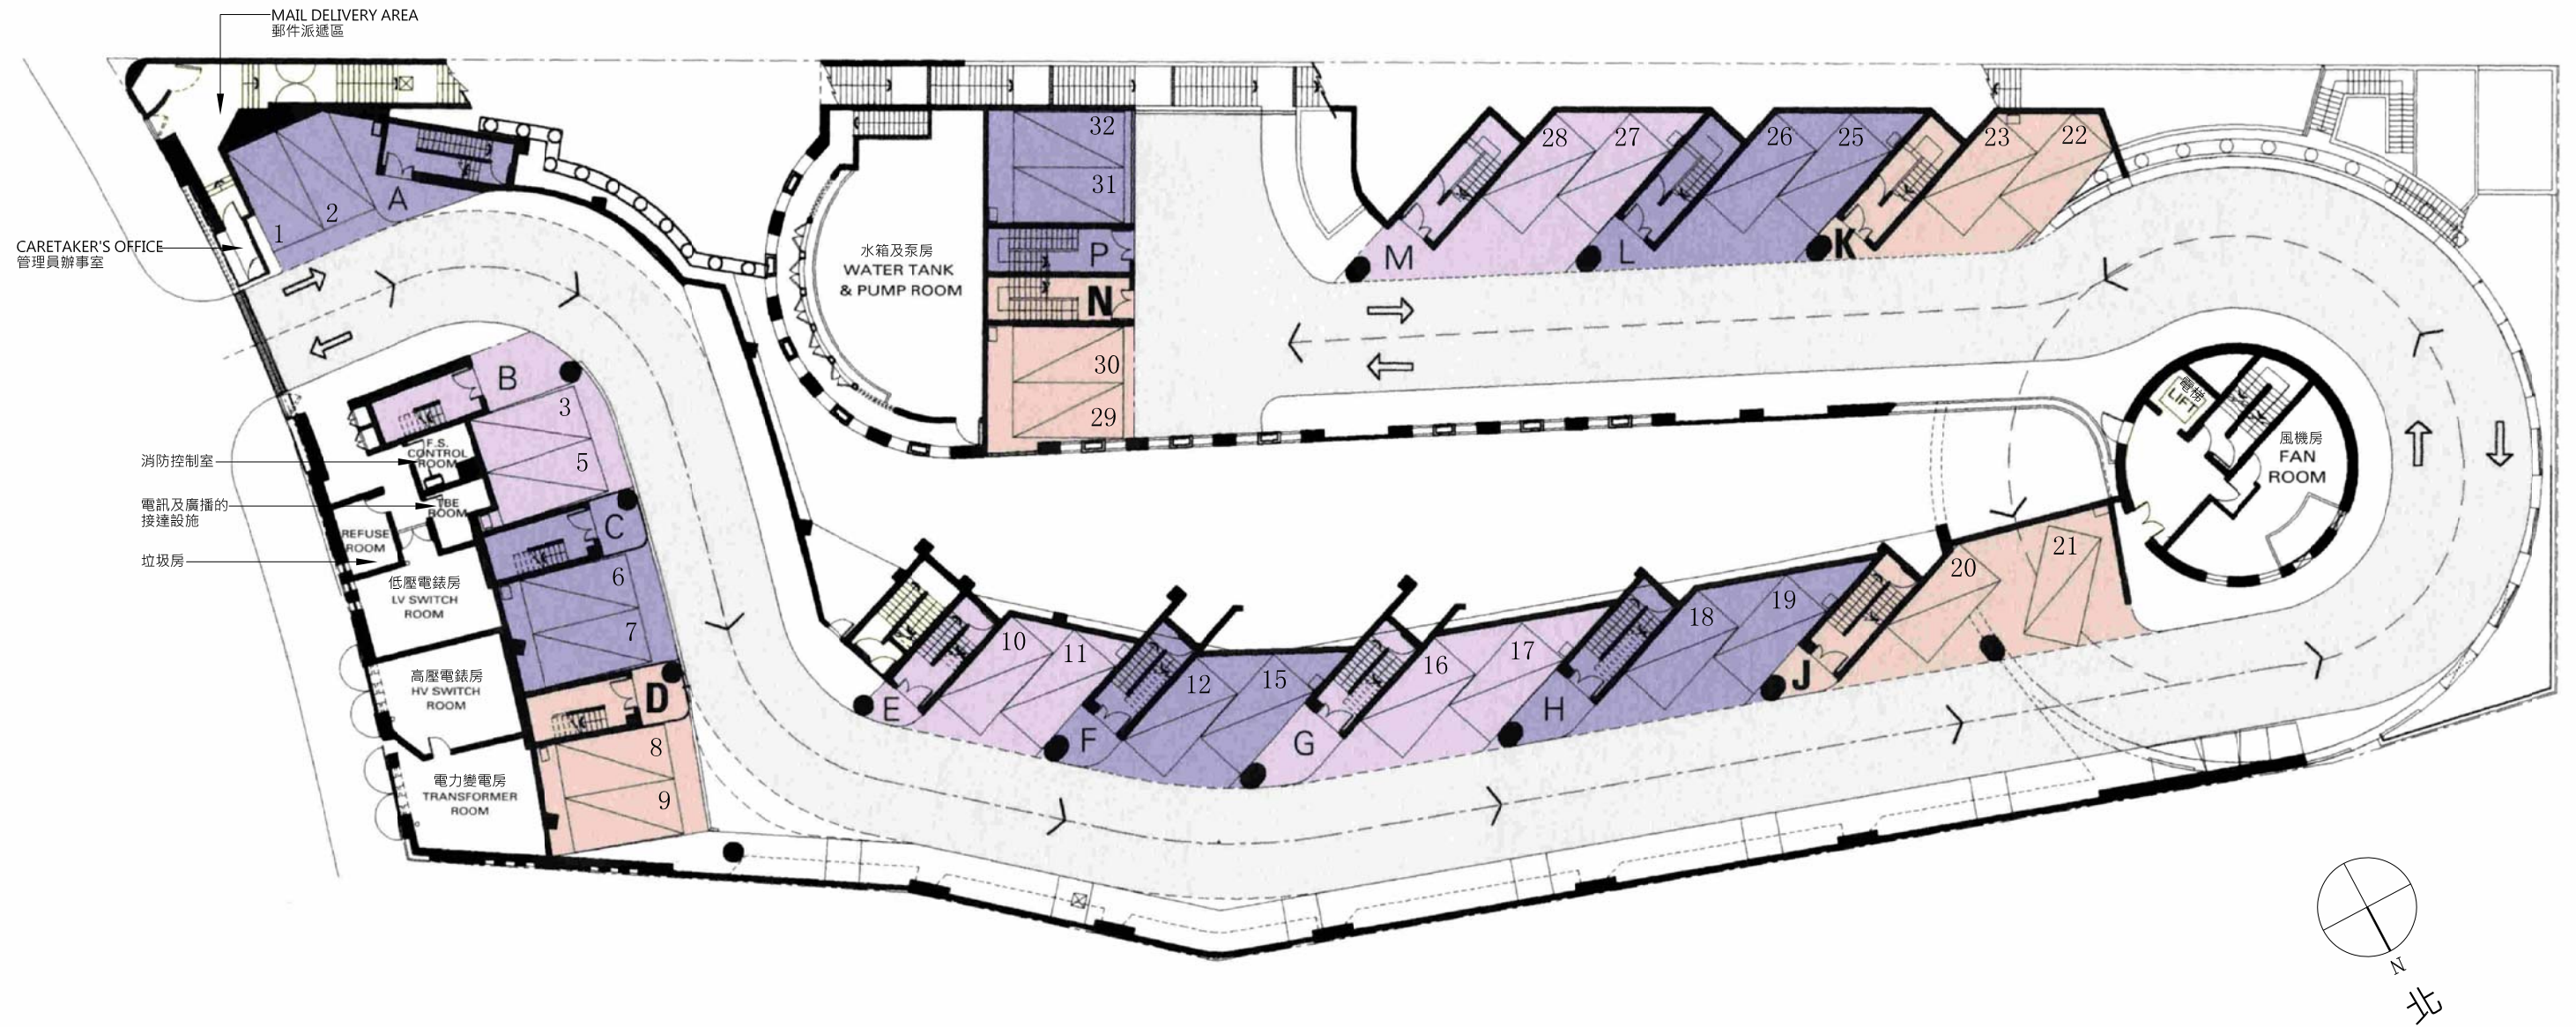 MAIL DELIVERY AREA
郵件派遞區
CARETAKER'S OFFICE
管理員辦事室
1
2
A
B
3
5
F.S.
CONTROL
ROOM
消防控制室
TBE
ROOM
電訊及廣播的
接達設施
REFUSE
ROOM
垃圾房
C
6
7
低壓電錶房
LV SWITCH
ROOM
高壓電錶房
HV SWITCH
ROOM
D
8
9
電力變電房
TRANSFORMER
ROOM
水箱及泵房
WATER TANK
& PUMP ROOM
32
31
P
N
30
29
28
27
M
26
25
L
23
22
K
E
10
11
F
12
15
G
16
17
H
18
19
J
20
21
電梯
LIFT
風機房
FAN
ROOM
N
北